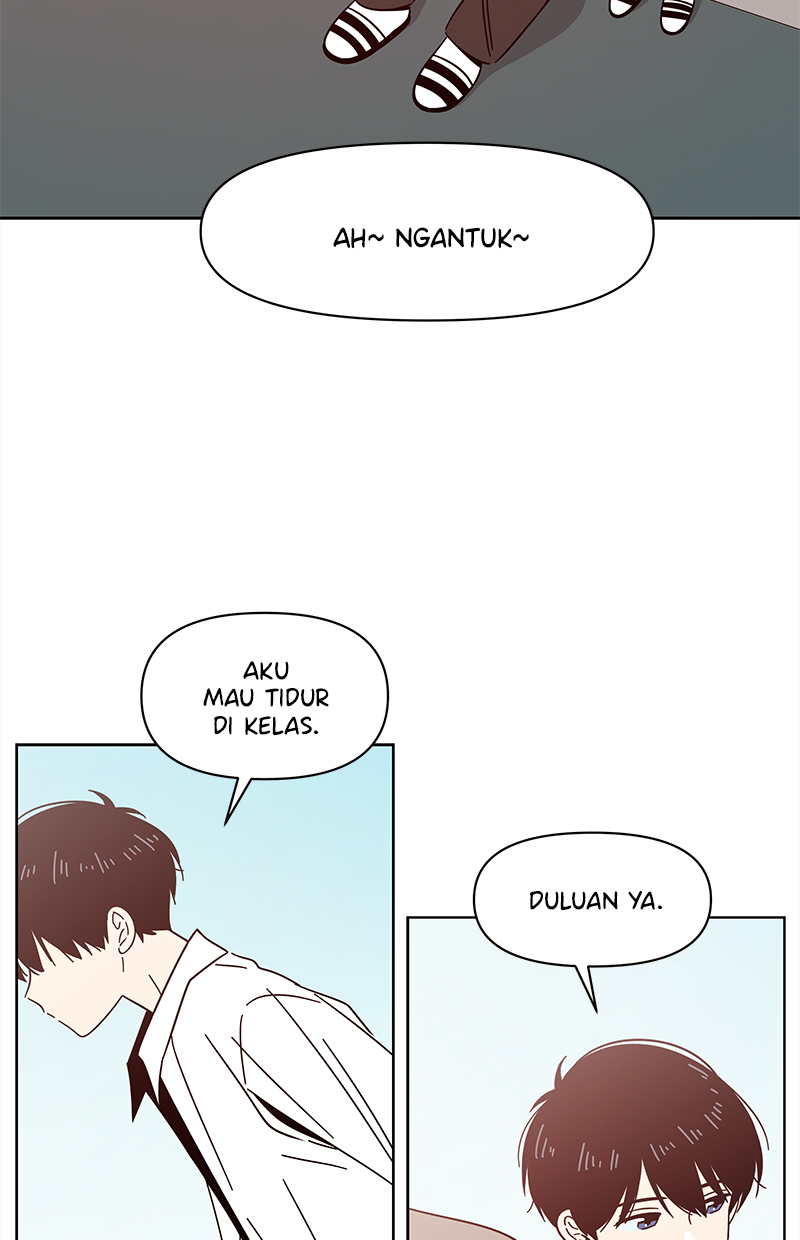 AH~ NGANTUK~
AKU
MAU TIDUR
DI KELAS.
DULUAN YA.